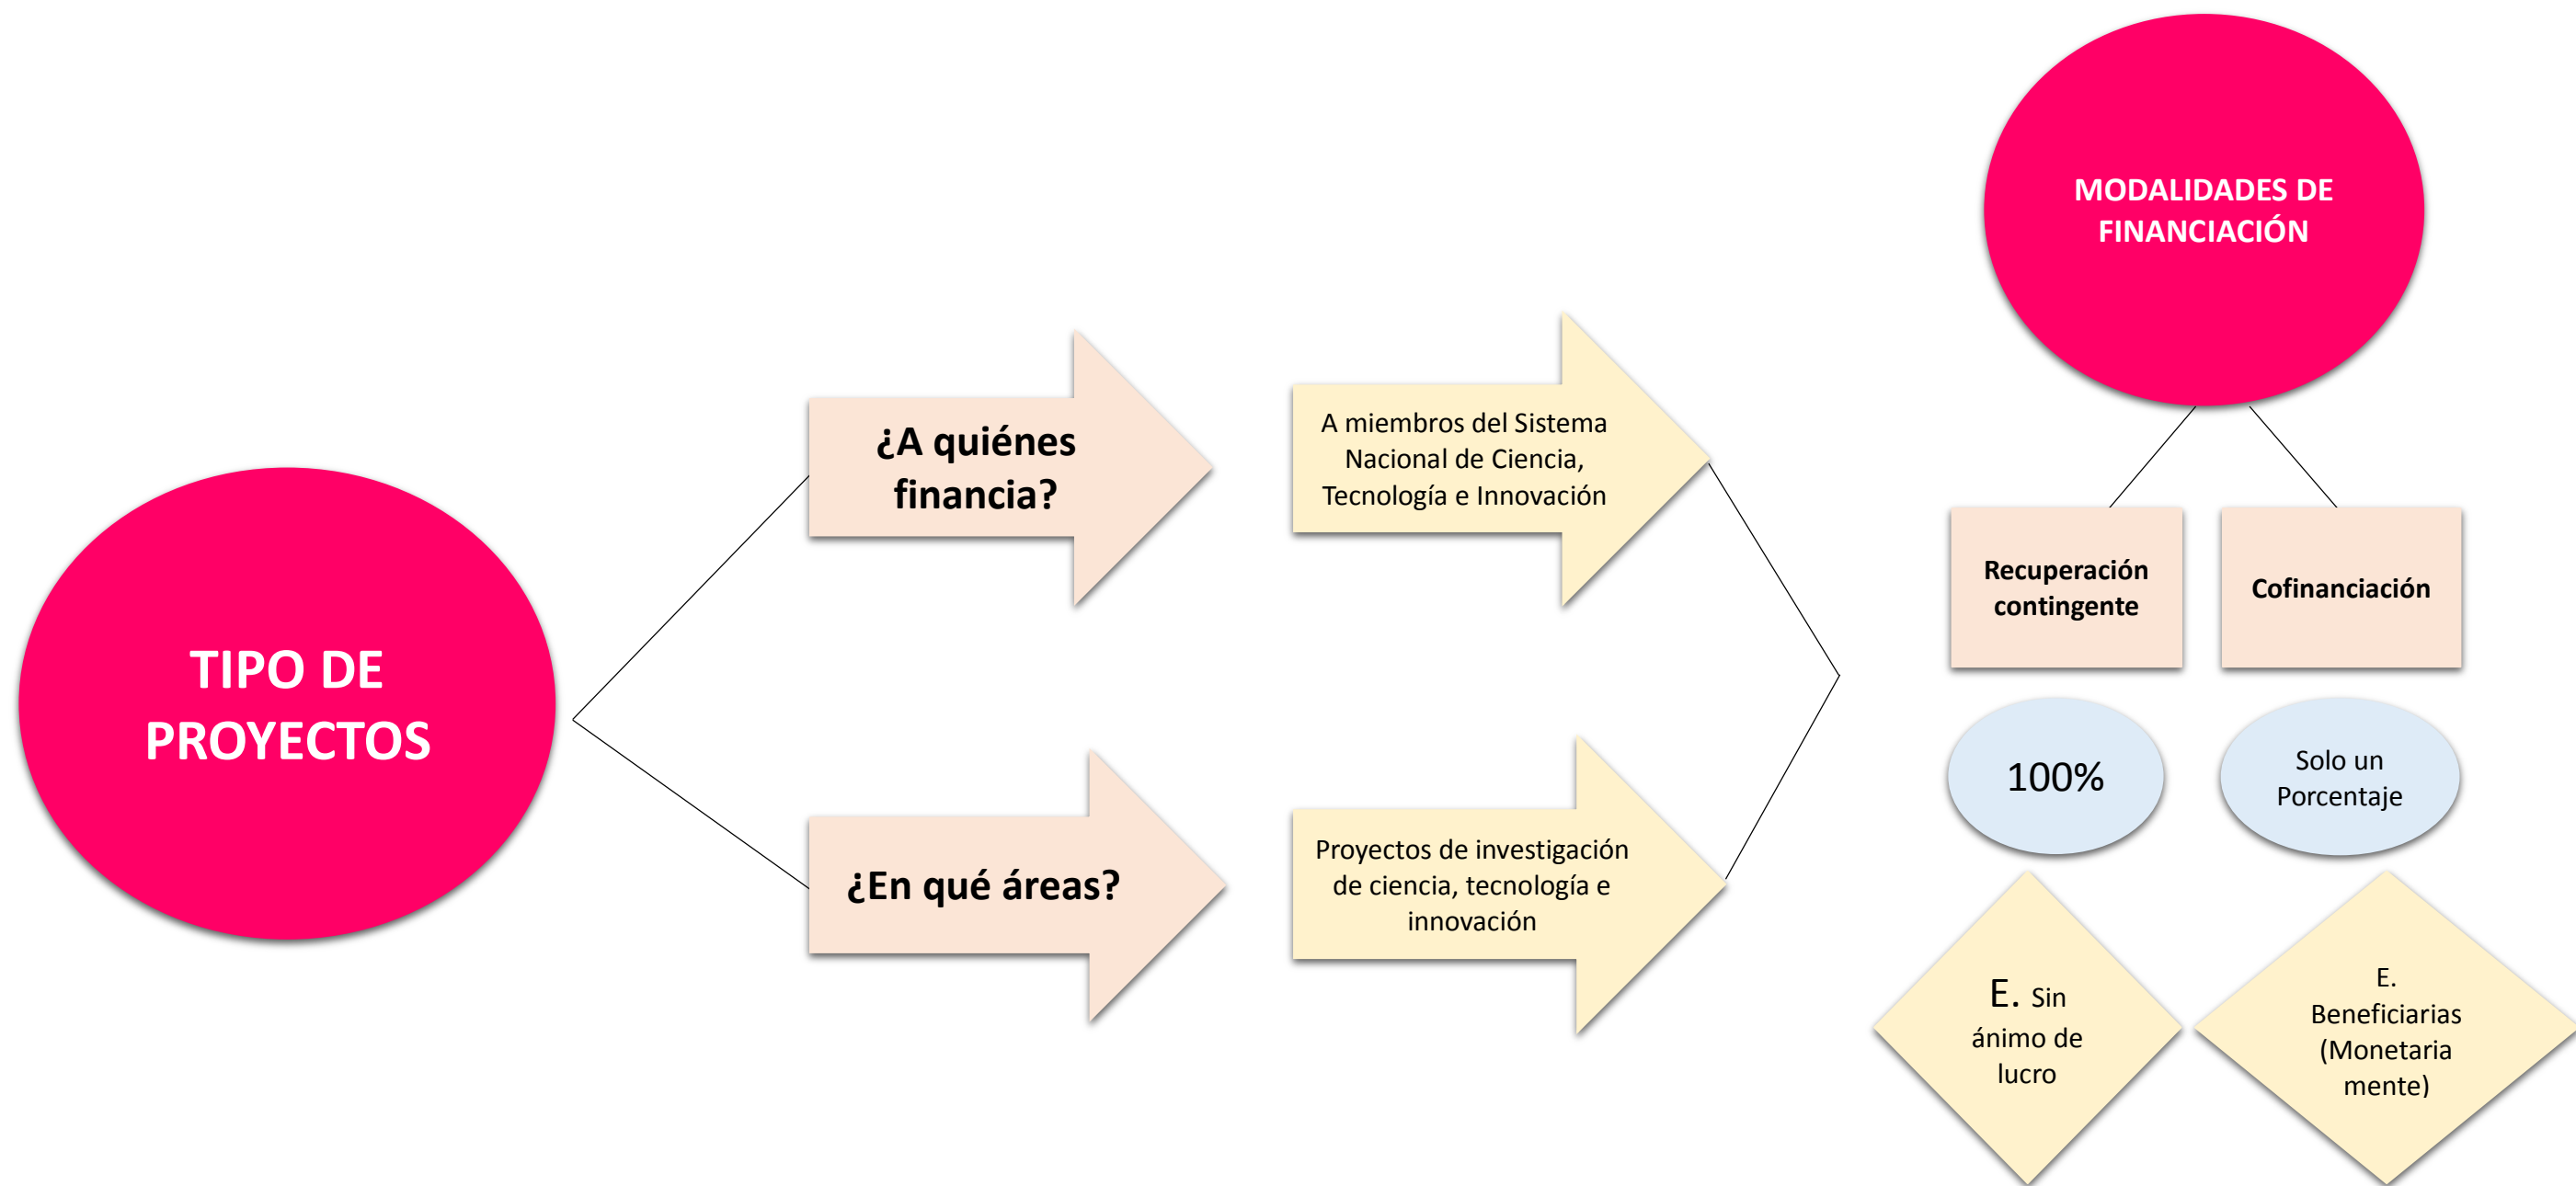 TIPO DE
PROYECTOS
¿A quiénes
financia?
A miembros del Sistema
Nacional de Ciencia,
Tecnología e Innovación
¿En qué áreas?
Proyectos de investigación
de ciencia, tecnología e
innovación
MODALIDADES DE
FINANCIACIÓN
Recuperación
contingente
100%
E. Sin
ánimo de
lucro
Cofinanciación
Solo un
Porcentaje
E.
Beneficiarias
(Monetaria
mente)